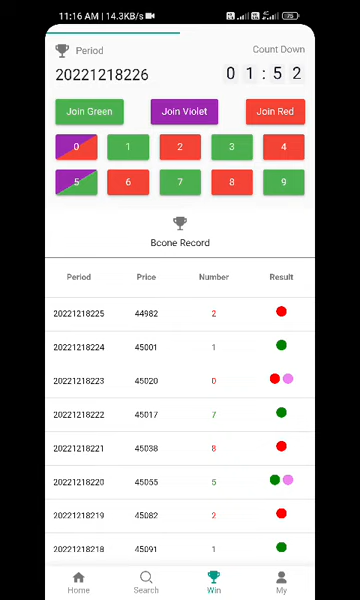 11:16 AM | 14.3KB/s
75
Period
Count Down
20221218226
0 1 : 5 2
Join Green
Join Violet
Join Red
0 1 2 3 4
5 6 7 8 9
Bcone Record
Period Price Number Result
20221218225 44982 2
20221218224 45001 1
20221218223 45020 0
20221218222 45017 7
20221218221 45038 8
20221218220 45055 5
20221218219 45082 2
20221218218 45091 1
Home Search Win My